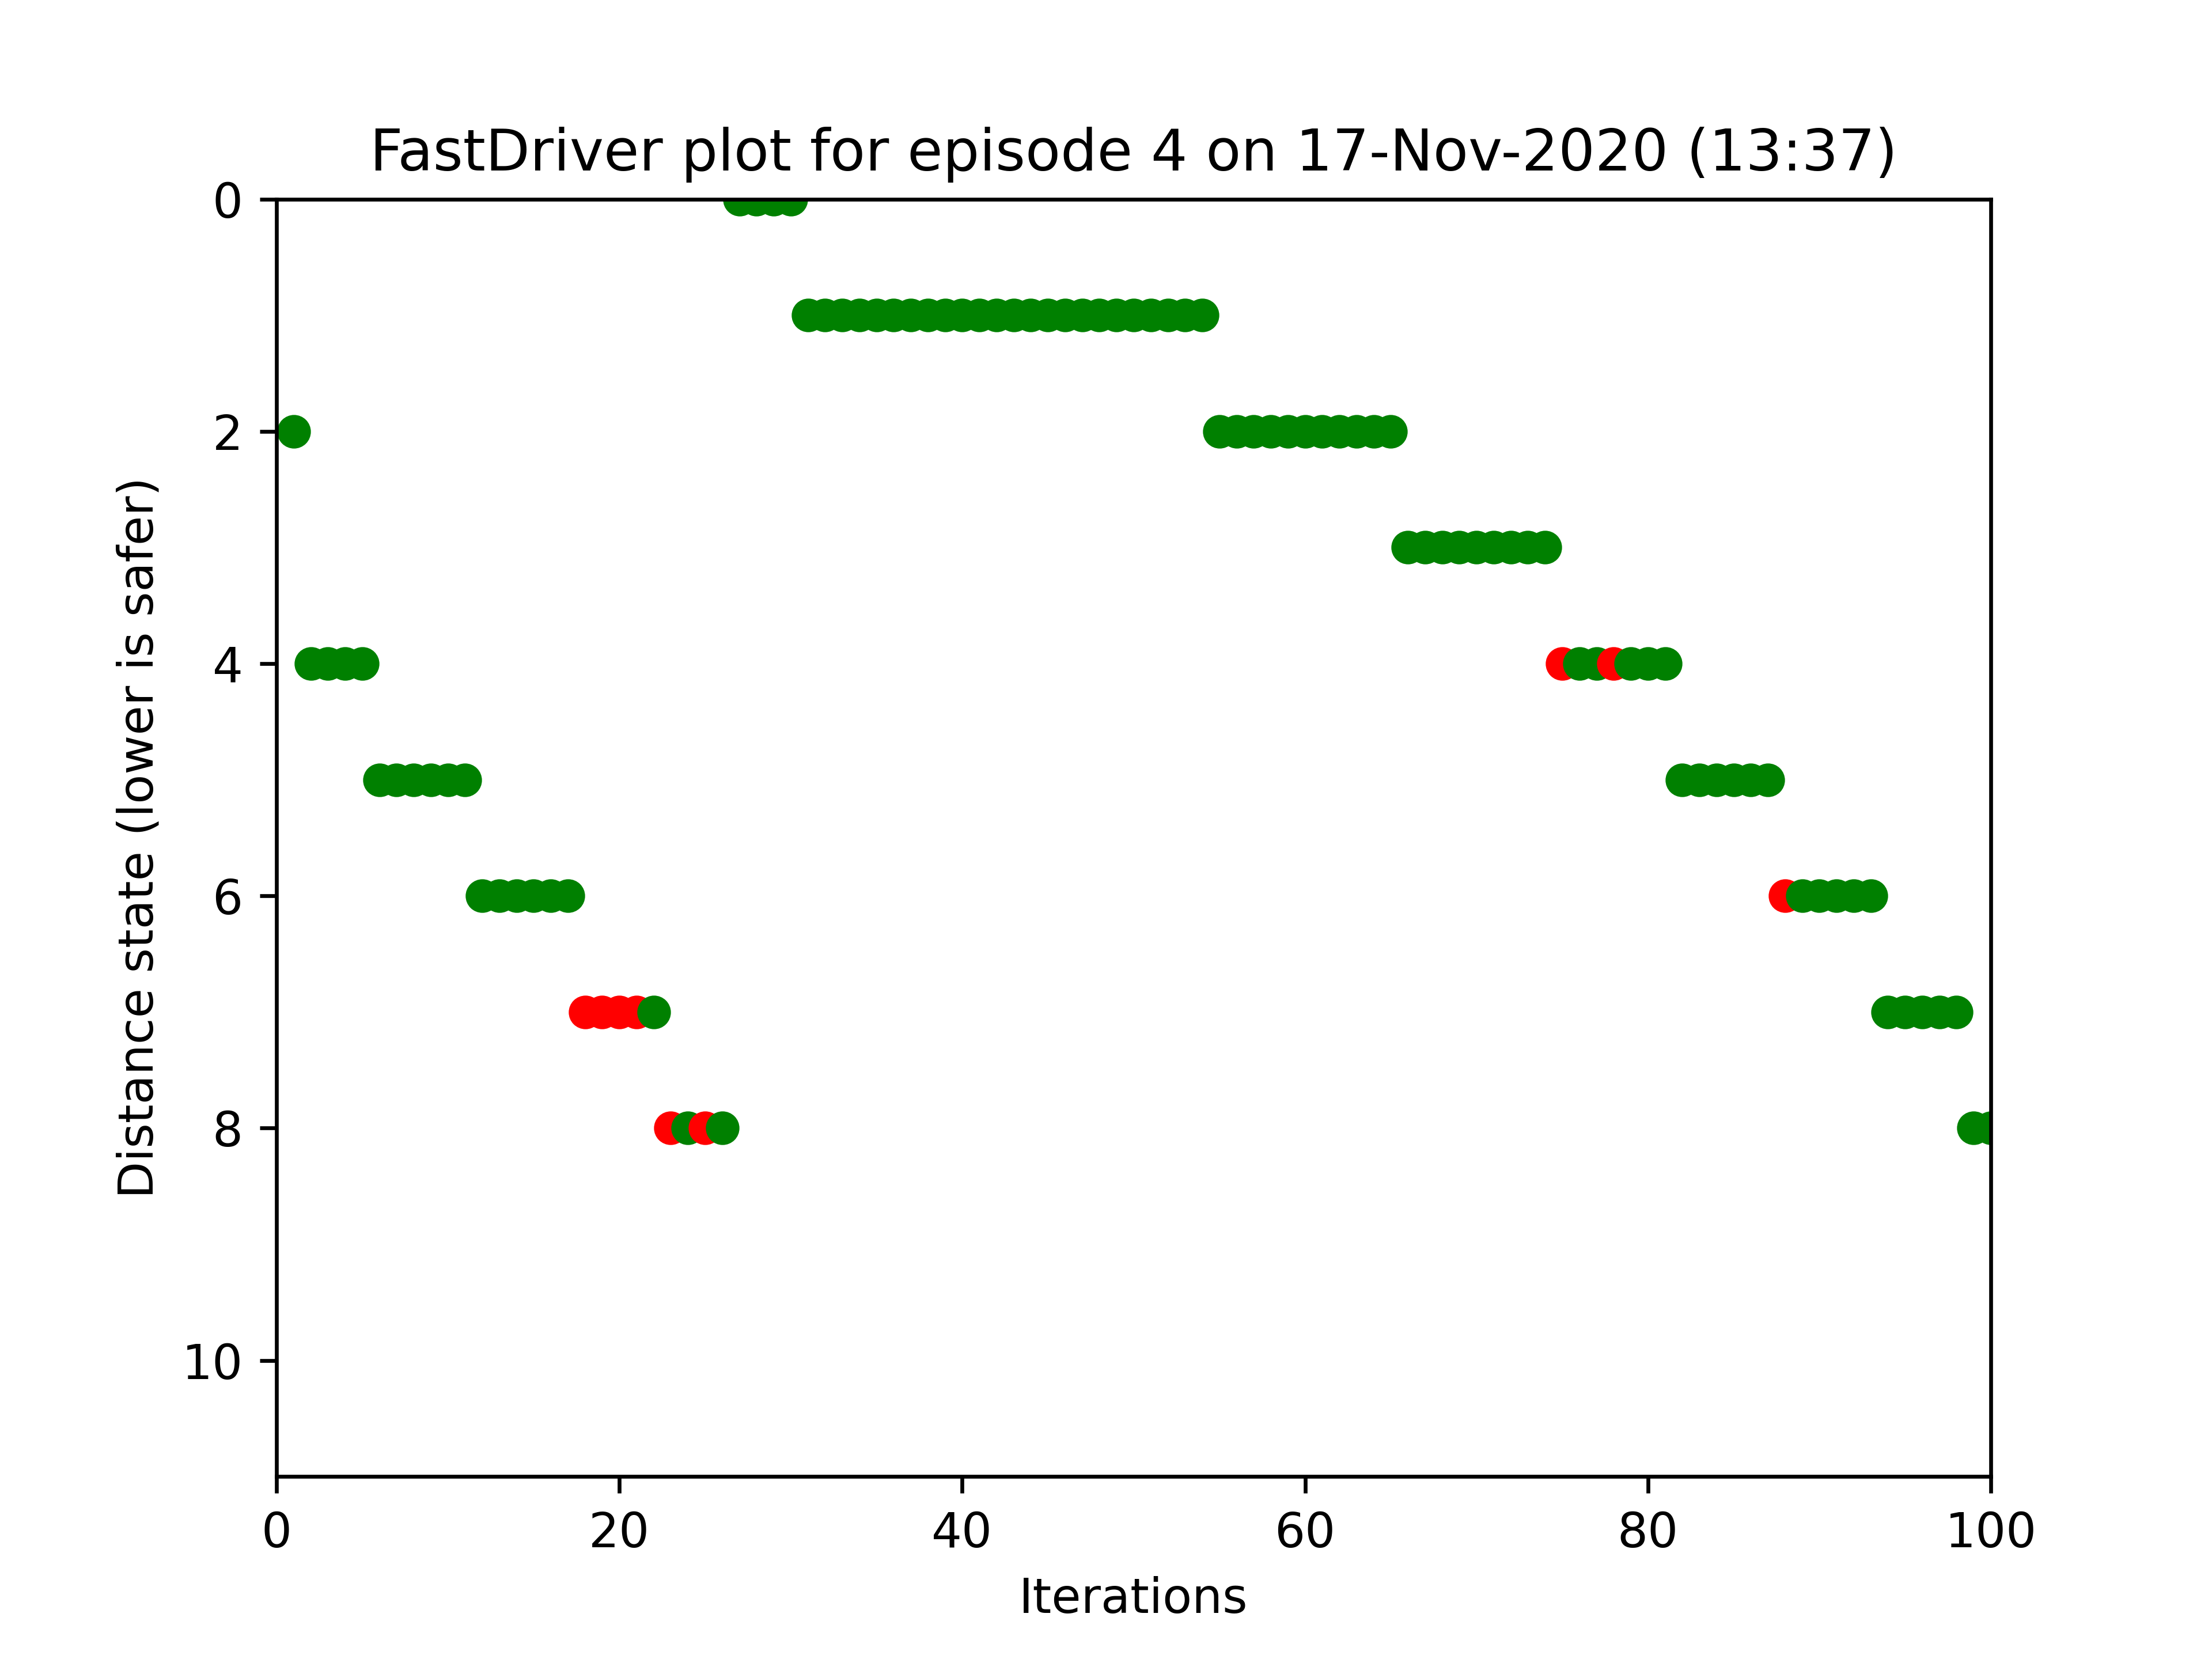 FastDriver plot for episode 4 on 17-Nov-2020 (13:37)
0
2
4
6
8
10
Distance state (lower is safer)
0 20 40 60 80 100
Iterations